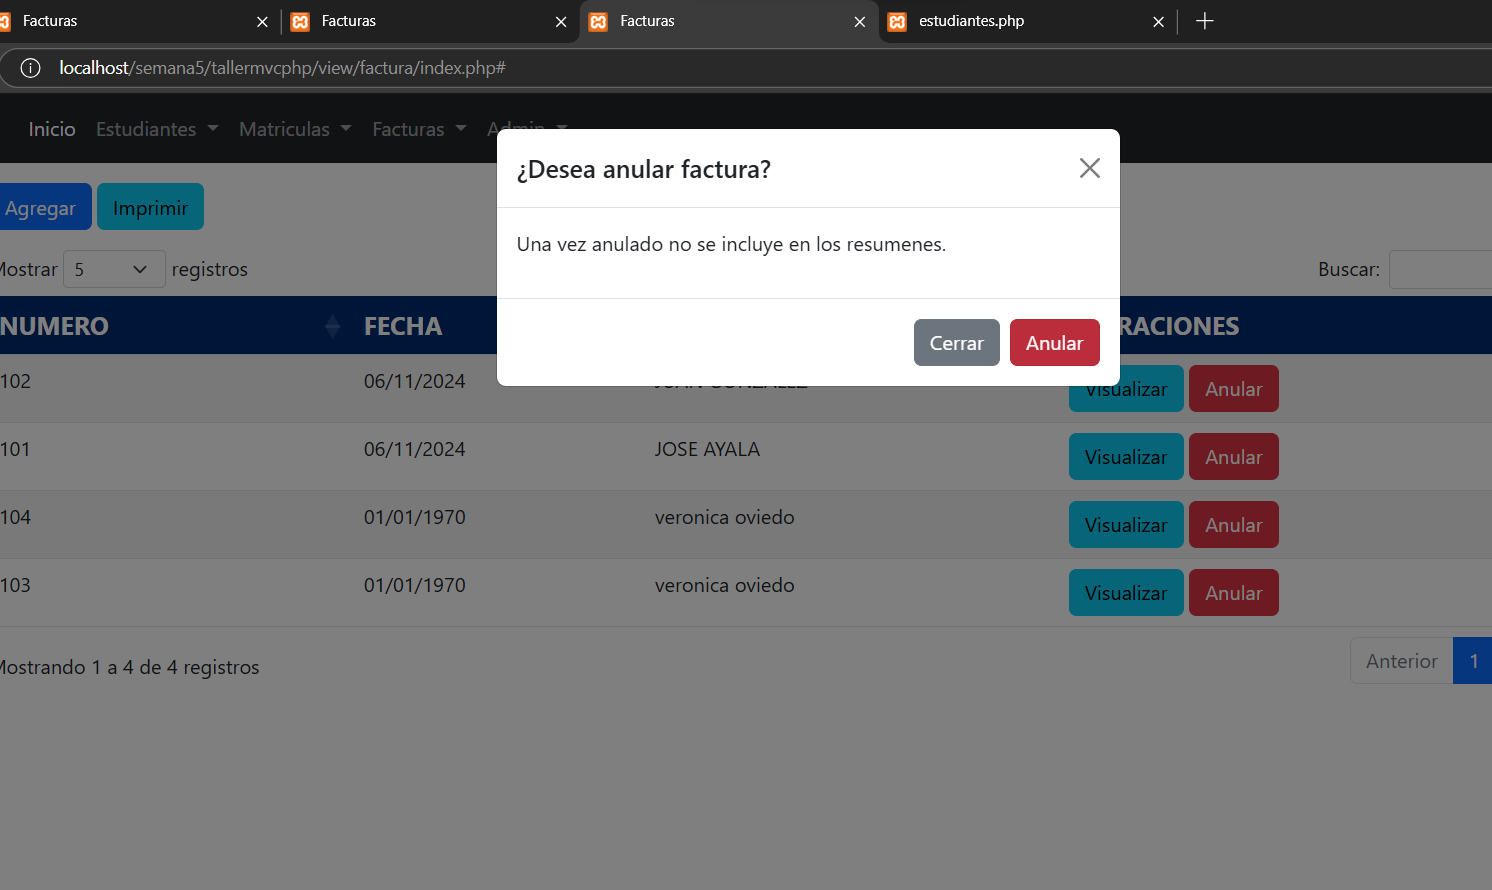 Facturas
Facturas
Facturas
estudiantes.php
localhost/semana5/tallermvcphp/view/factura/index.php#
Inicio Estudiantes Matriculas Facturas Admin
¿Desea anular factura?
Una vez anulado no se incluye en los resumenes.
Cerrar Anular
Agregar Imprimir
Mostrar 5 registros
Buscar:
NUMERO FECHA RACIONES
102 06/11/2024 Visualizar Anular
101 06/11/2024 JOSE AYALA Visualizar Anular
104 01/01/1970 veronica oviedo Visualizar Anular
103 01/01/1970 veronica oviedo Visualizar Anular
Mostrando 1 a 4 de 4 registros
Anterior 1